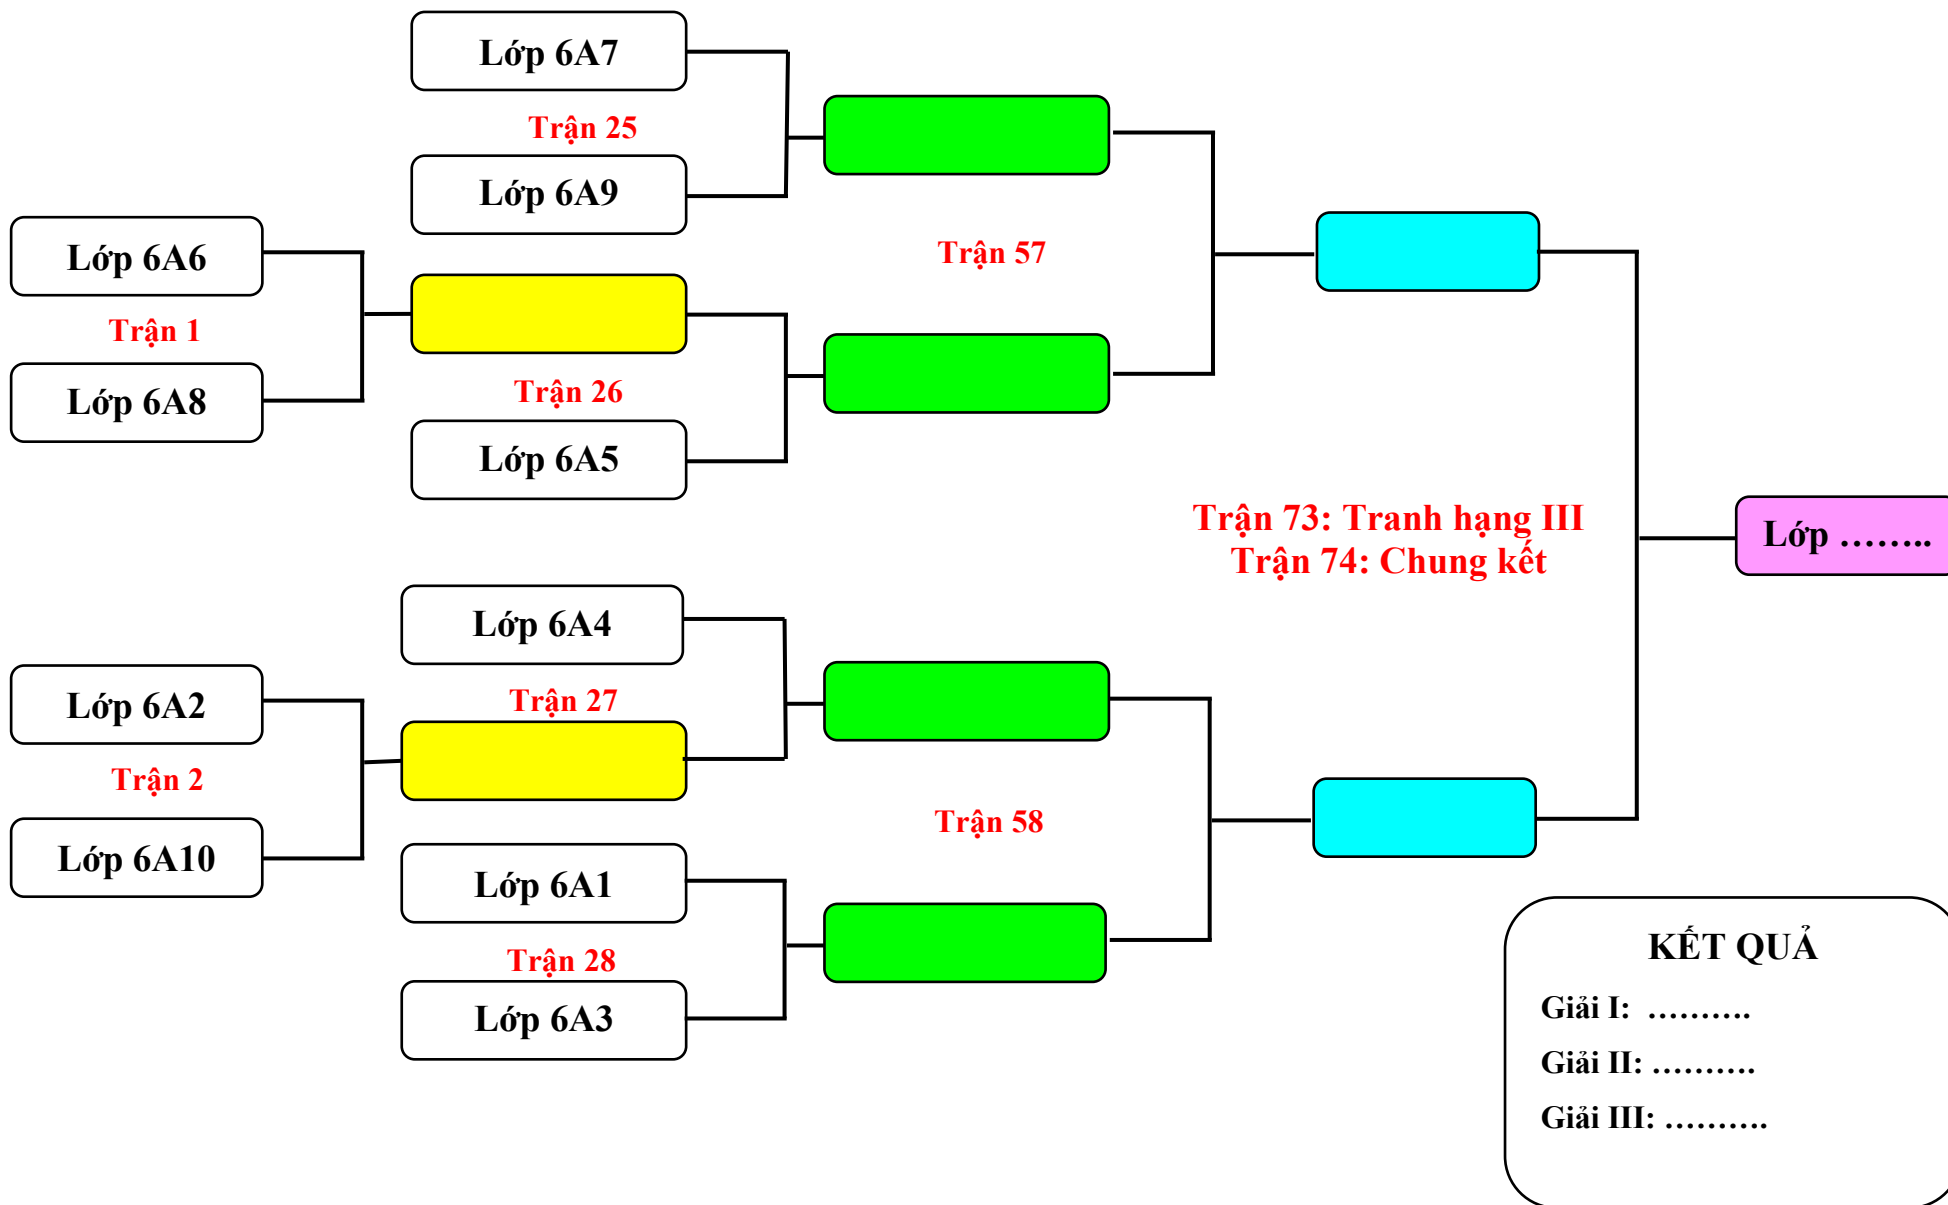 Lớp 6A7
Trận 25
Lớp 6A9
Lớp 6A6
Trận 1
Lớp 6A8
Trận 26
Lớp 6A5
Trận 57
Trận 73: Tranh hạng III
Trận 74: Chung kết
Lớp ……..
Lớp 6A4
Trận 27
Lớp 6A2
Trận 2
Lớp 6A10
Lớp 6A1
Trận 28
Lớp 6A3
Trận 58
KẾT QUẢ
Giải I: ……….
Giải II: ……….
Giải III: ……….